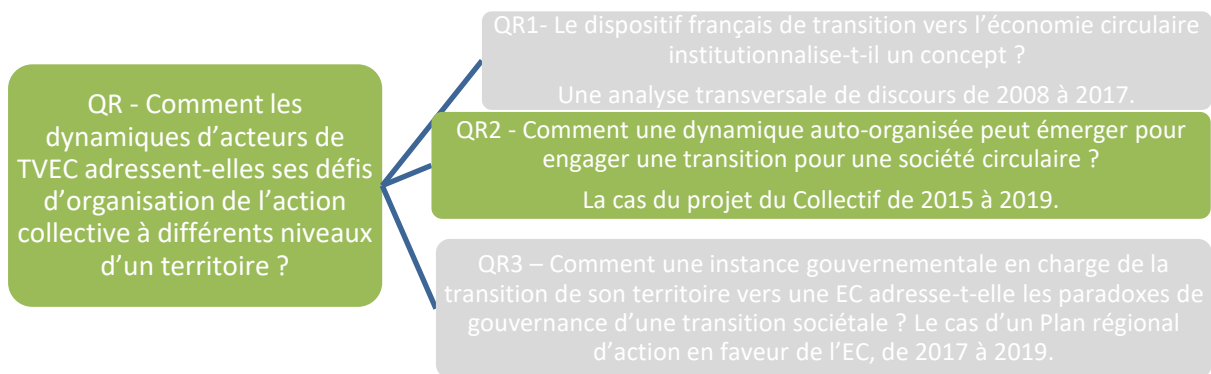 QR - Comment les
dynamiques d’acteurs de
TVEC adressent-elles ses défis
d’organisation de l’action
collective à différents niveaux
d’un territoire ?
QR1- Le dispositif français de transition vers l’économie circulaire
institutionnalise-t-il un concept ?
Une analyse transversale de discours de 2008 à 2017.
QR2 - Comment une dynamique auto-organisée peut émerger pour
engager une transition pour une société circulaire ?
La cas du projet du Collectif de 2015 à 2019.
QR3 – Comment une instance gouvernementale en charge de la
transition de son territoire vers une EC adresse-t-elle les paradoxes de
gouvernance d’une transition sociétale ? Le cas d’un Plan régional
d’action en faveur de l’EC, de 2017 à 2019.